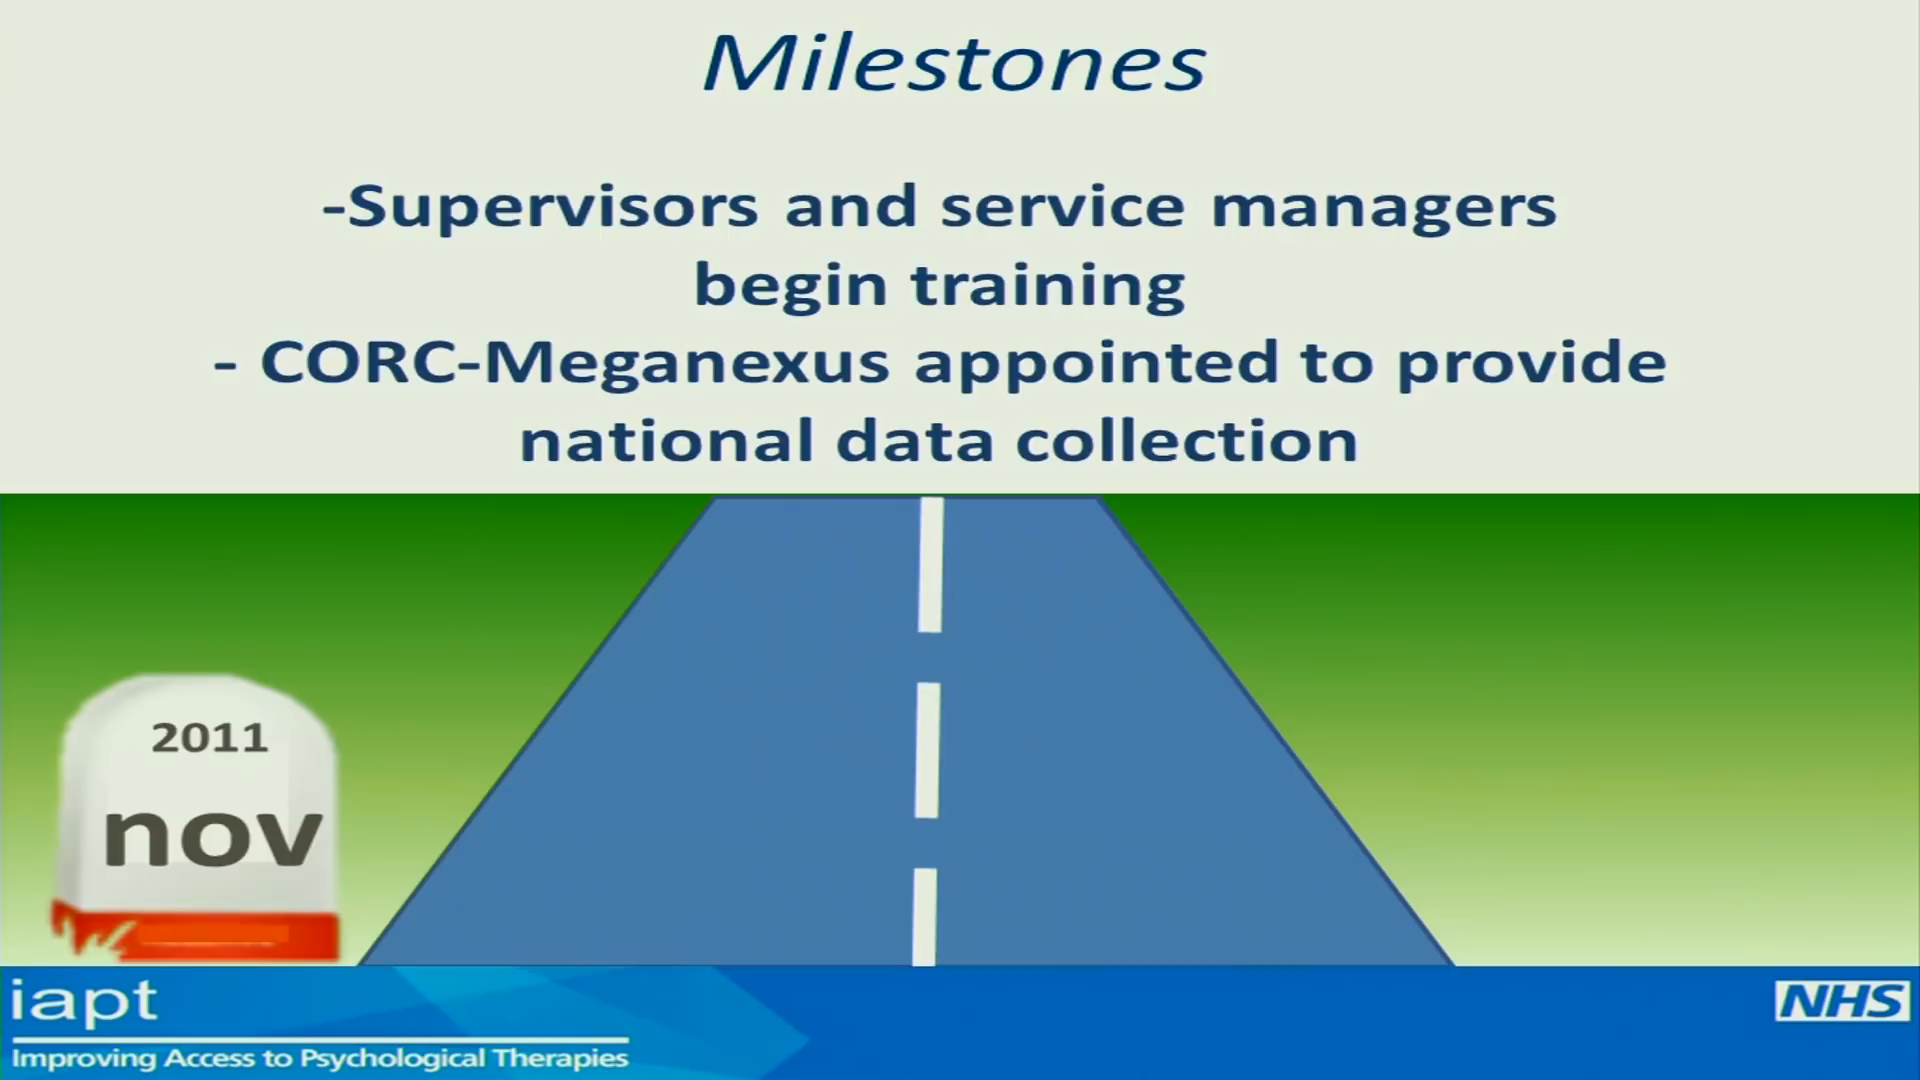 Milestones
-Supervisors and service managers
begin training
- CORC-Meganexus appointed to provide
national data collection
2011
nov
iapt
Improving Access to Psychological Therapies
NHS